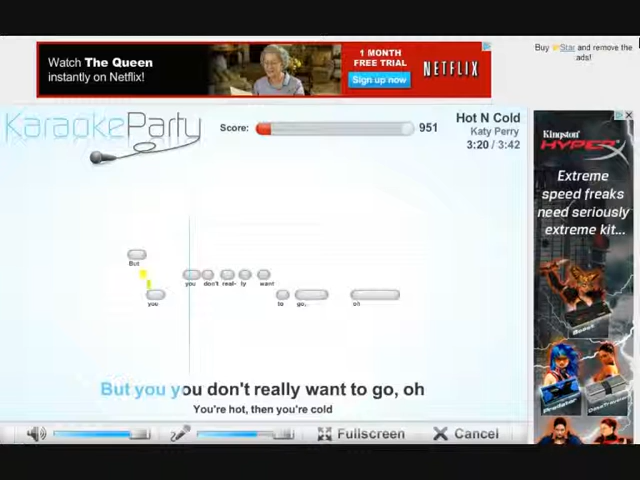 Watch The Queen
instantly on Netflix!
1 MONTH
FREE TRIAL
Sign up now
NETFLIX
Buy Star and remove the
ads!
KaraokeParty
Score:
951
Hot N Cold
Katy Perry
3:20 / 3:42
Kingston
HYPERX
Extreme
speed freaks
need seriously
extreme kit...
But
you
you don't real- ly want
to go, oh
But you you don't really want to go, oh
You're hot, then you're cold
Fullscreen
Cancel
Beast
Predator